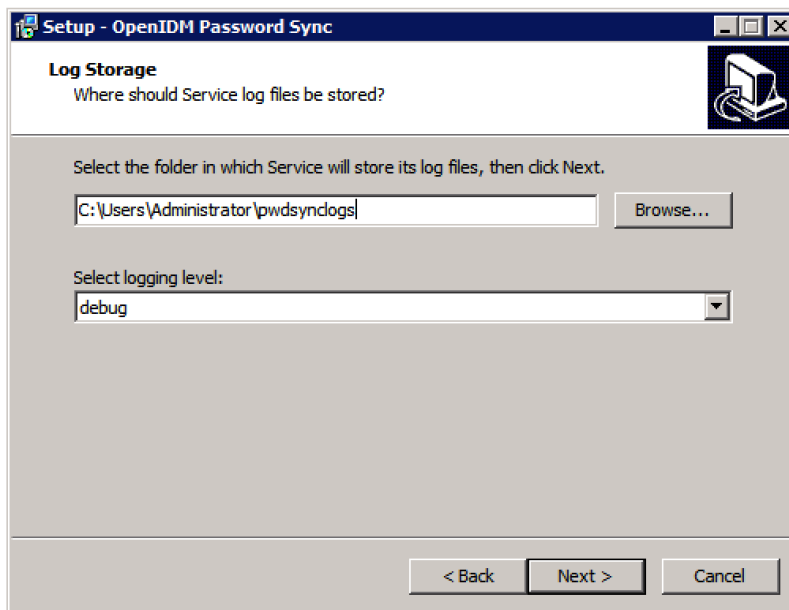 Setup - OpenIDM Password Sync
Log Storage
Where should Service log files be stored?
Select the folder in which Service will store its log files, then click Next.
C:\Users\Administrator\pwdsynclogs
Browse...
Select logging level:
debug
< Back
Next >
Cancel